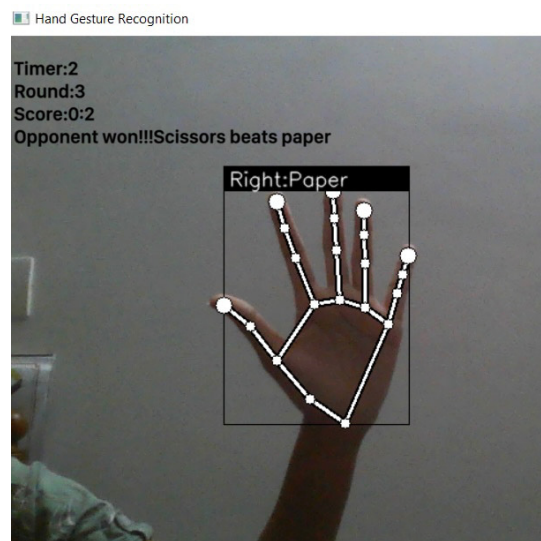 Hand Gesture Recognition
Timer:2
Round:3
Score:0:2
Opponent won!!!Scissors beats paper
Right:Paper